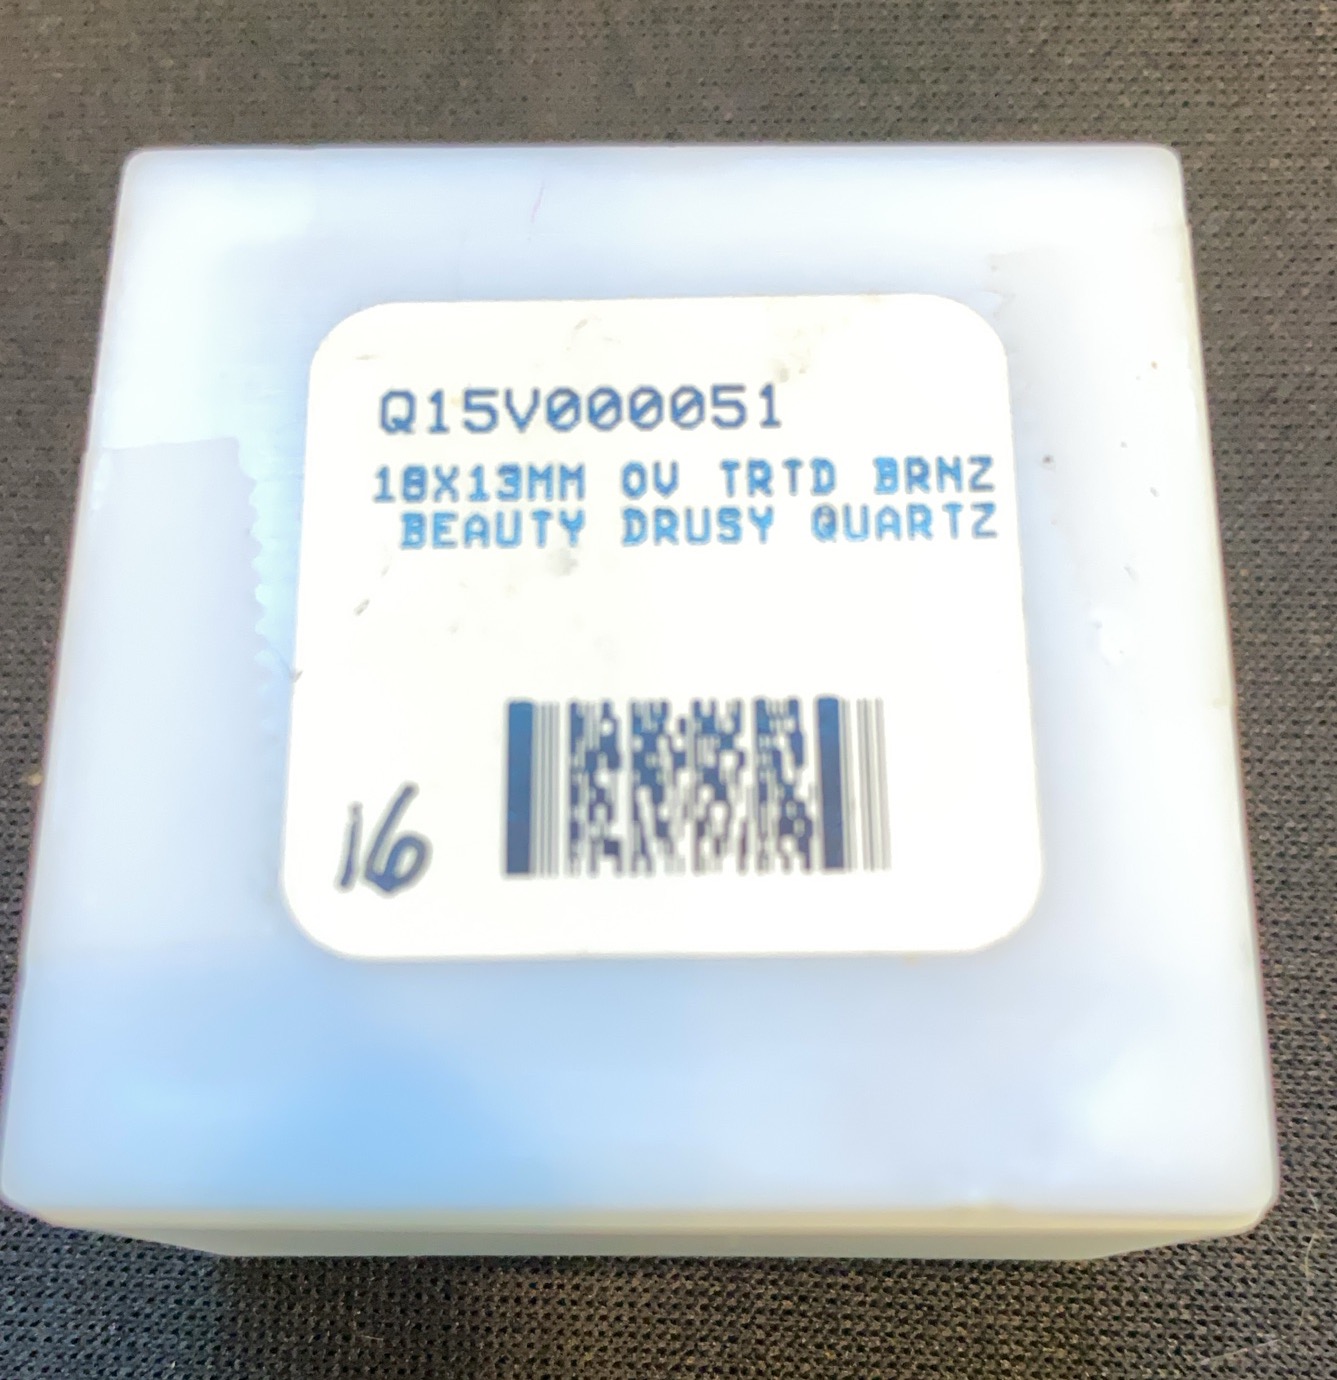 Q15V000051
18X13MM OV TRTD BRNZ
BEAUTY DRUSY QUARTZ
16